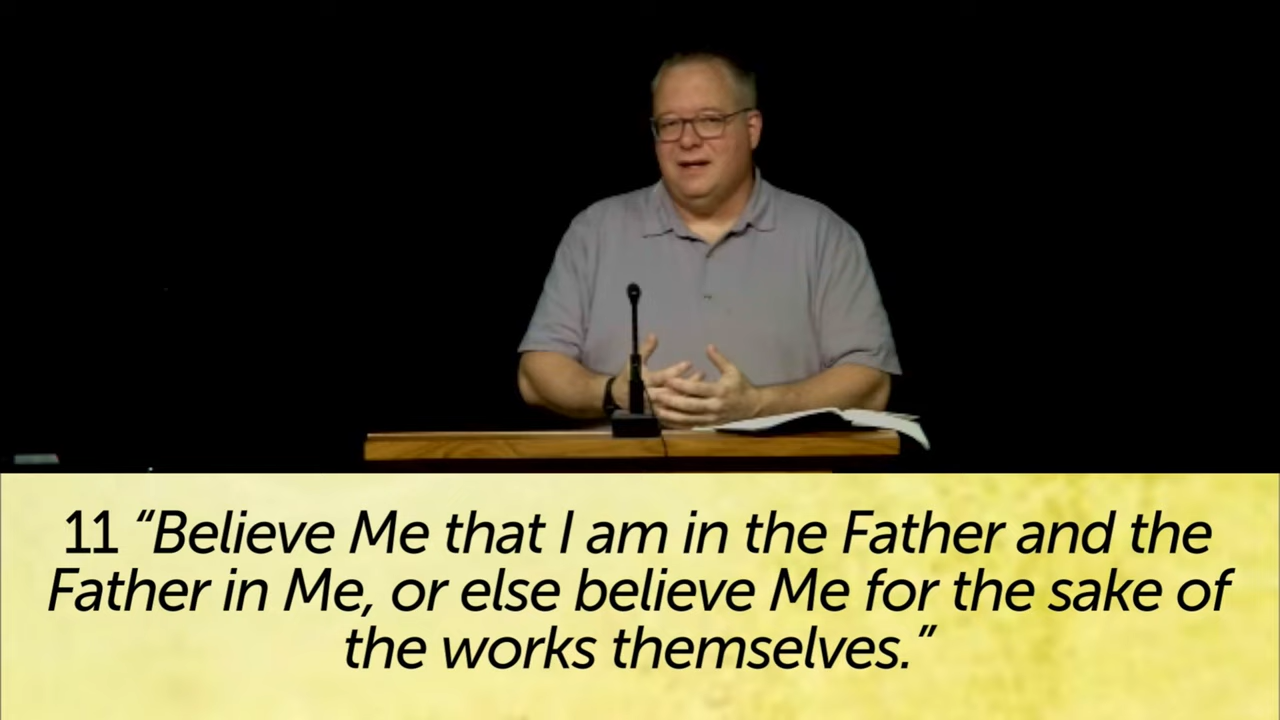 11 “Believe Me that I am in the Father and the
Father in Me, or else believe Me for the sake of
the works themselves.”